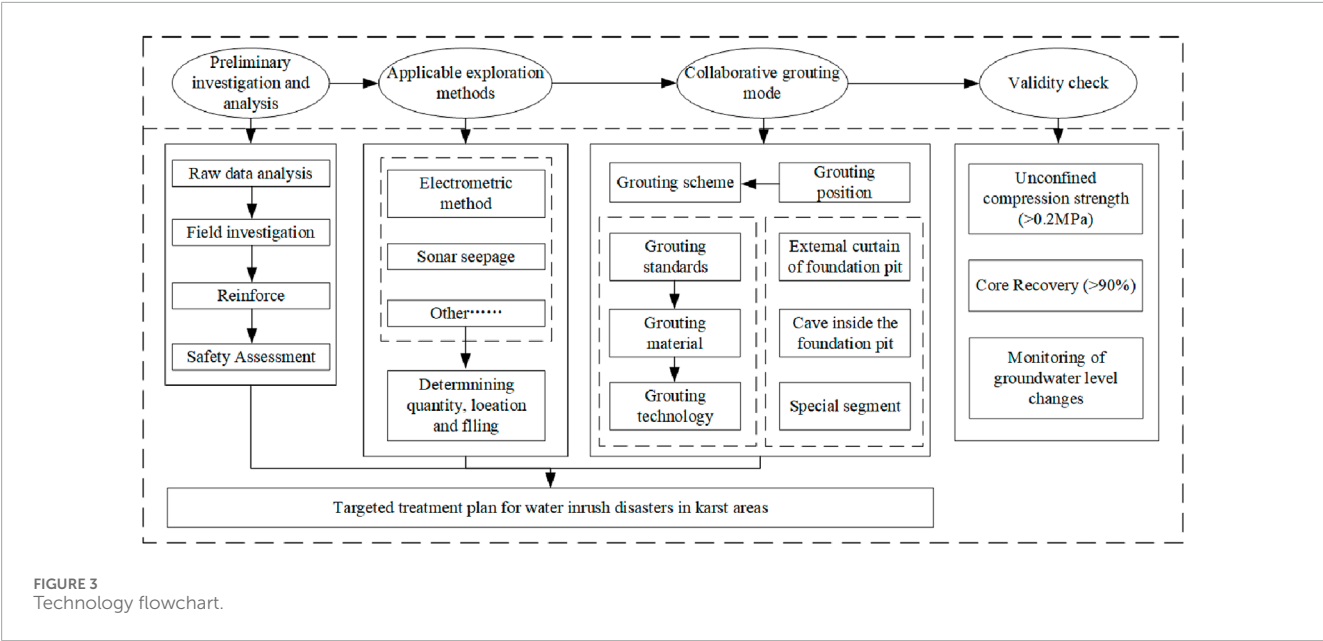 Preliminary
investigation and
analysis
Applicable exploration
methods
Collaborative grouting
mode
Validity check
Raw data analysis
Field investigation
Reinforce
Safety Assessment
Electrometric
method
Sonar seepage
Other⋯⋯
Determnining
quantity, loeation
and flling
Grouting scheme
Grouting
position
Grouting
standards
Grouting
material
Grouting
technology
External curtain
of foundation pit
Cave inside the
foundation pit
Special segment
Unconfined
compression strength
(>0.2MPa)
Core Recovery (>90%)
Monitoring of
groundwater level
changes
Targeted treatment plan for water inrush disasters in karst areas
FIGURE 3
Technology flowchart.